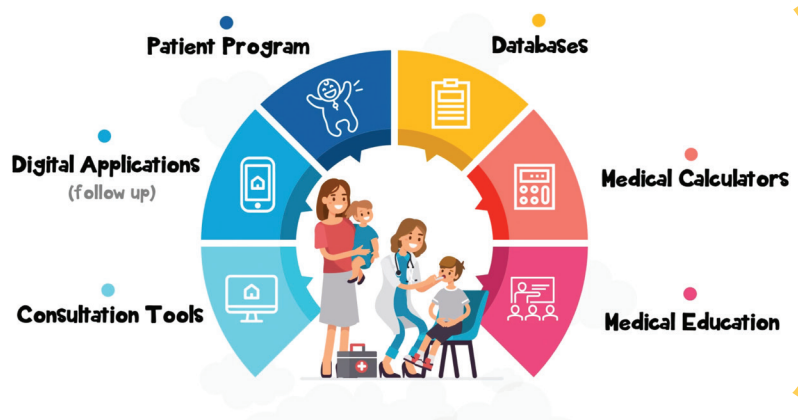 Patient Program
Databases
Digital Applications
(follow up)
Medical Calculators
Consultation Tools
Medical Education